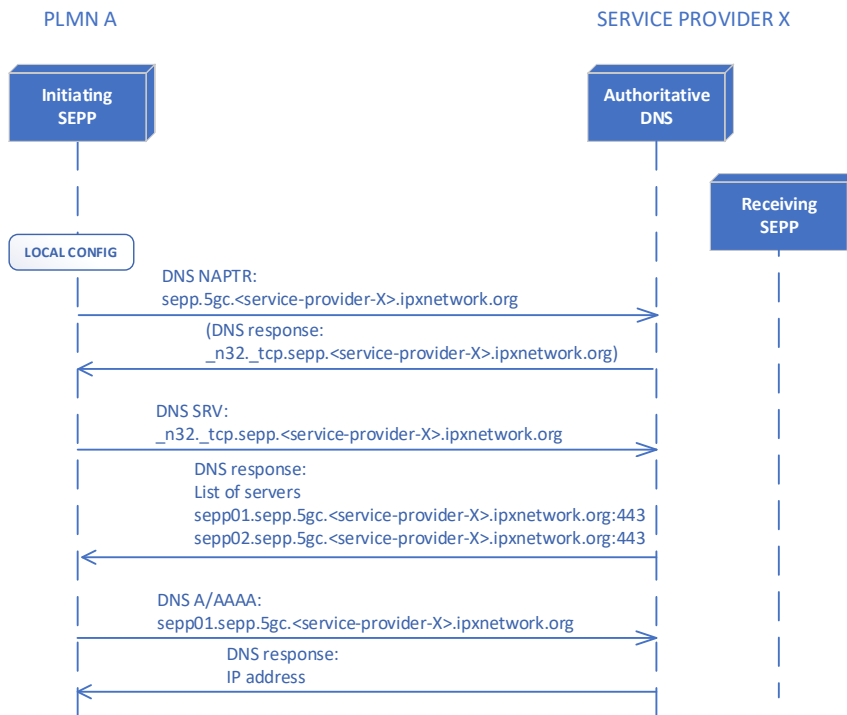 PLMN A
SERVICE PROVIDER X
Initiating
SEPP
Authoritative
DNS
Receiving
SEPP
LOCAL CONFIG
DNS NAPTR:
sepp.5gc.<service-provider-X>.ipxnetwork.org
(DNS response:
_n32._tcp.sepp.<service-provider-X>.ipxnetwork.org)
DNS SRV:
_n32._tcp.sepp.<service-provider-X>.ipxnetwork.org
DNS response:
List of servers
sepp01.sepp.5gc.<service-provider-X>.ipxnetwork.org:443
sepp02.sepp.5gc.<service-provider-X>.ipxnetwork.org:443
DNS A/AAAA:
sepp01.sepp.5gc.<service-provider-X>.ipxnetwork.org
DNS response:
IP address